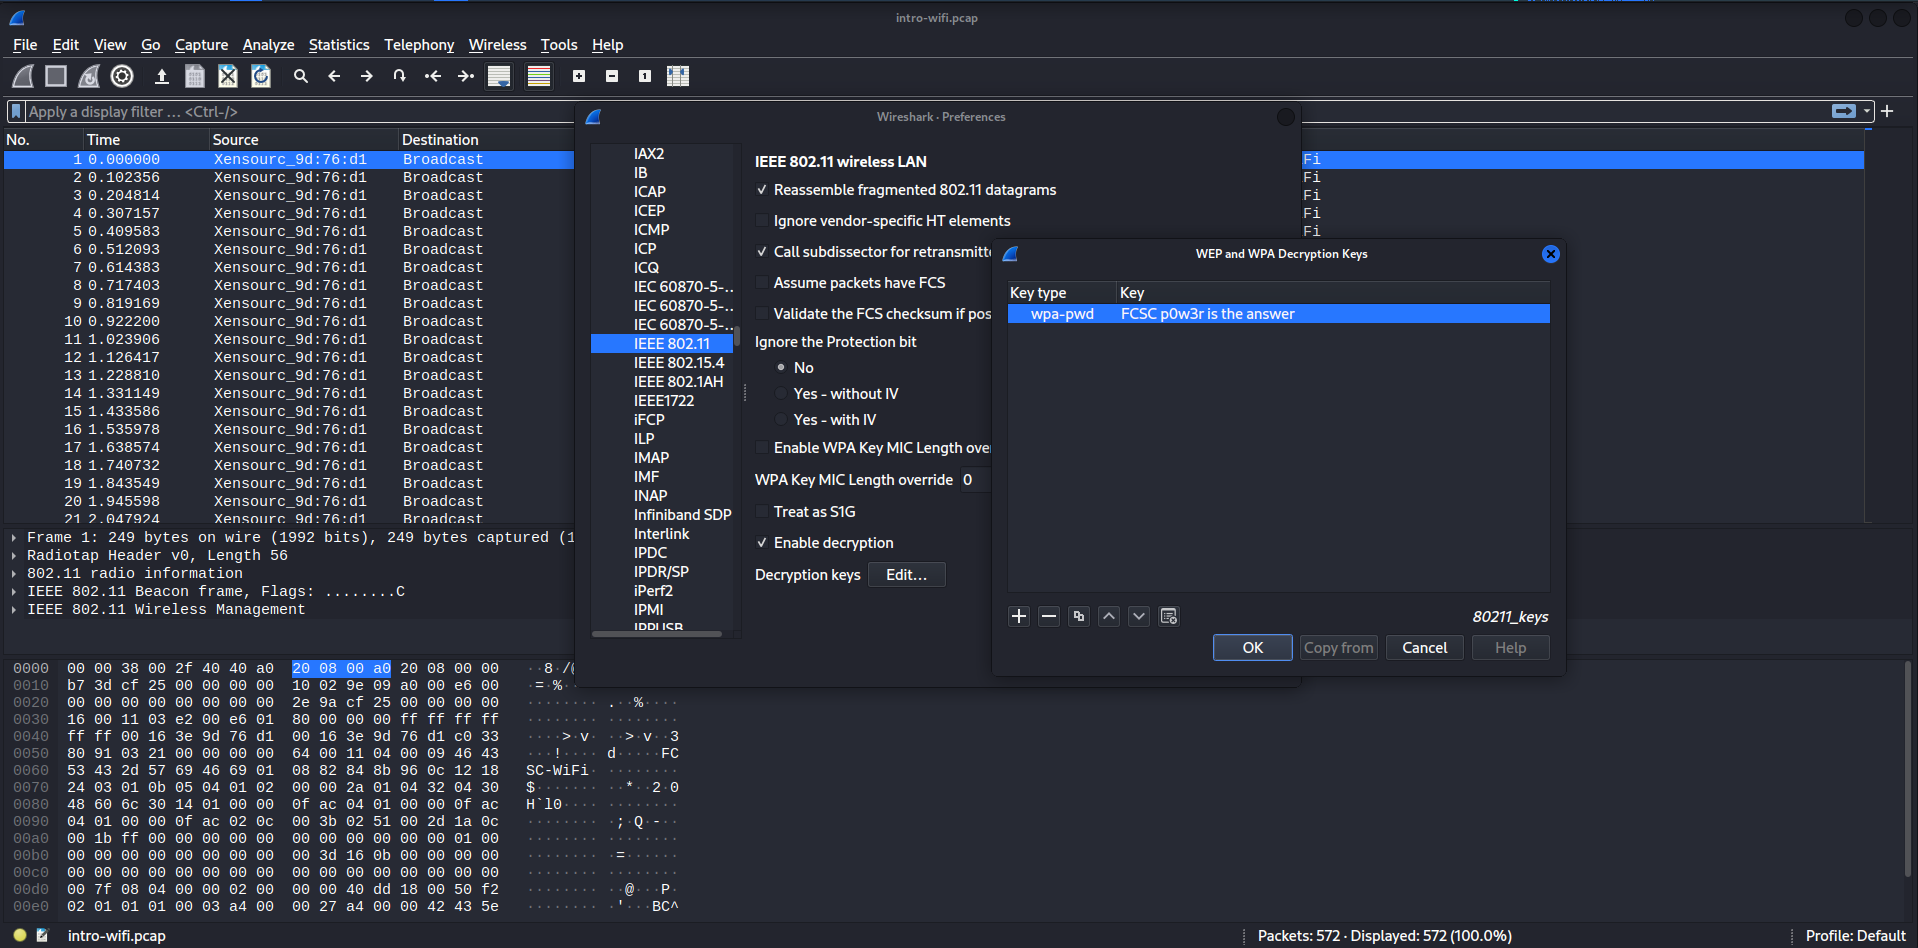 intro-wifi.pcap
File Edit View Go Capture Analyze Statistics Telephony Wireless Tools Help
Apply a display filter … <Ctrl-/>
No. Time Source Destination
1 0.000000 Xensourc_9d:76:d1 Broadcast Fi
2 0.102356 Xensourc_9d:76:d1 Broadcast Fi
3 0.204814 Xensourc_9d:76:d1 Broadcast Fi
4 0.307157 Xensourc_9d:76:d1 Broadcast Fi
5 0.409583 Xensourc_9d:76:d1 Broadcast Fi
6 0.512093 Xensourc_9d:76:d1 Broadcast
7 0.614383 Xensourc_9d:76:d1 Broadcast
8 0.717403 Xensourc_9d:76:d1 Broadcast
9 0.819169 Xensourc_9d:76:d1 Broadcast
10 0.922200 Xensourc_9d:76:d1 Broadcast
11 1.023906 Xensourc_9d:76:d1 Broadcast
12 1.126417 Xensourc_9d:76:d1 Broadcast
13 1.228810 Xensourc_9d:76:d1 Broadcast
14 1.331149 Xensourc_9d:76:d1 Broadcast
15 1.433586 Xensourc_9d:76:d1 Broadcast
16 1.535978 Xensourc_9d:76:d1 Broadcast
17 1.638574 Xensourc_9d:76:d1 Broadcast
18 1.740732 Xensourc_9d:76:d1 Broadcast
19 1.843549 Xensourc_9d:76:d1 Broadcast
20 1.945598 Xensourc_9d:76:d1 Broadcast
21 2.047924 Xensourc_9d:76:d1 Broadcast
Frame 1: 249 bytes on wire (1992 bits), 249 bytes captured (1
Radiotap Header v0, Length 56
802.11 radio information
IEEE 802.11 Beacon frame, Flags: ........C
IEEE 802.11 Wireless Management
0000 00 00 38 00 2f 40 40 a0 20 08 00 a0 20 08 00 00 ··8·/@
0010 b7 3d cf 25 00 00 00 00 10 02 9e 09 a0 00 e6 00 ·=·%··
0020 00 00 00 00 00 00 00 00 2e 9a cf 25 00 00 00 00 ········ .··%····
0030 16 00 11 03 e2 00 e6 01 80 00 00 00 ff ff ff ff ········ ········
0040 ff ff 00 16 3e 9d 76 d1 00 16 3e 9d 76 d1 c0 33 ····>·v· ··>·v··3
0050 80 91 03 21 00 00 00 00 64 00 11 04 00 09 46 43 ···!···· d·····FC
0060 53 43 2d 57 69 46 69 01 08 82 84 8b 96 0c 12 18 SC-WiFi· ········
0070 24 03 01 0b 05 04 01 02 00 00 2a 01 04 32 04 30 $······· ··*··2·0
0080 48 60 6c 30 14 01 00 00 0f ac 04 01 00 00 0f ac H`l0···· ········
0090 04 01 00 00 0f ac 02 0c 00 3b 02 51 00 2d 1a 0c ········ ·;·Q·-··
00a0 00 1b ff 00 00 00 00 00 00 00 00 00 00 00 01 00 ········ ········
00b0 00 00 00 00 00 00 00 00 00 3d 16 0b 00 00 00 00 ········ ·=······
00c0 00 00 00 00 00 00 00 00 00 00 00 00 00 00 00 00 ········ ········
00d0 00 7f 08 04 00 00 02 00 00 00 40 dd 18 00 50 f2 ········ ··@···P·
00e0 02 01 01 01 00 03 a4 00 00 27 a4 00 00 42 43 5e ········ ·'···BC^
intro-wifi.pcap
Packets: 572 · Displayed: 572 (100.0%)
Profile: Default
Wireshark · Preferences
IAX2
IB
ICAP
ICEP
ICMP
ICP
ICQ
IEC 60870-5-…
IEC 60870-5-…
IEC 60870-5-…
IEEE 802.11
IEEE 802.15.4
IEEE 802.1AH
IEEE1722
iFCP
ILP
IMAP
IMF
INAP
Infiniband SDP
Interlink
IPDC
IPDR/SP
iPerf2
IPMI
IPPUSB
IEEE 802.11 wireless LAN
Reassemble fragmented 802.11 datagrams
Ignore vendor-specific HT elements
Call subdissector for retransmitte
Assume packets have FCS
Validate the FCS checksum if pos
Ignore the Protection bit
No
Yes - without IV
Yes - with IV
Enable WPA Key MIC Length ove
WPA Key MIC Length override 0
Treat as S1G
Enable decryption
Decryption keys Edit…
WEP and WPA Decryption Keys
Key type Key
wpa-pwd FCSC p0w3r is the answer
80211_keys
OK Copy from Cancel Help